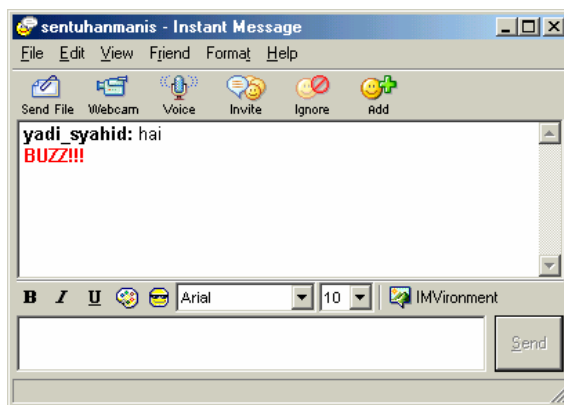 sentuhanmanis - Instant Message
File Edit View Friend Format Help
Send File Webcam Voice Invite Ignore Add
yadi_syahid: hai
BUZZ!!!
B I U Arial 10 IMVironment
Send